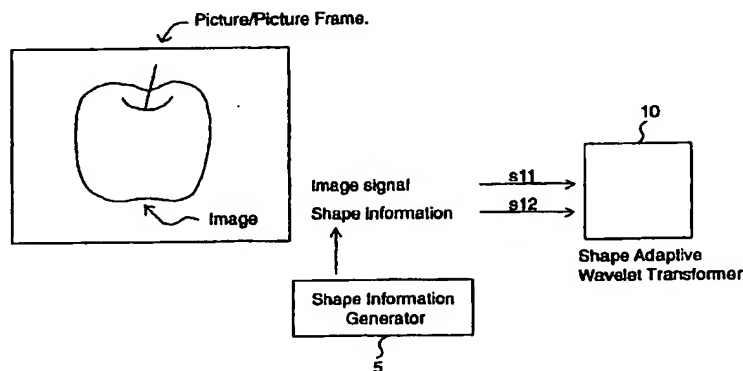 Picture/Picture Frame.
10
Image signal
s11
Shape information
s12
Image
Shape Adaptive
Wavelet Transformer
Shape Information
Generator
5